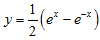 y = 1/2 (e^x − e^−x)